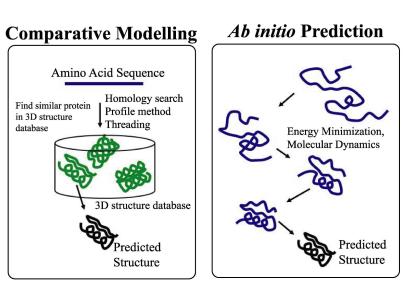 Comparative Modelling
Amino Acid Sequence
Find similar protein
in 3D structure
database
Homology search
Profile method
Threading
3D structure database
Predicted
Structure
Ab initio Prediction
Energy Minimization,
Molecular Dynamics
Predicted
Structure